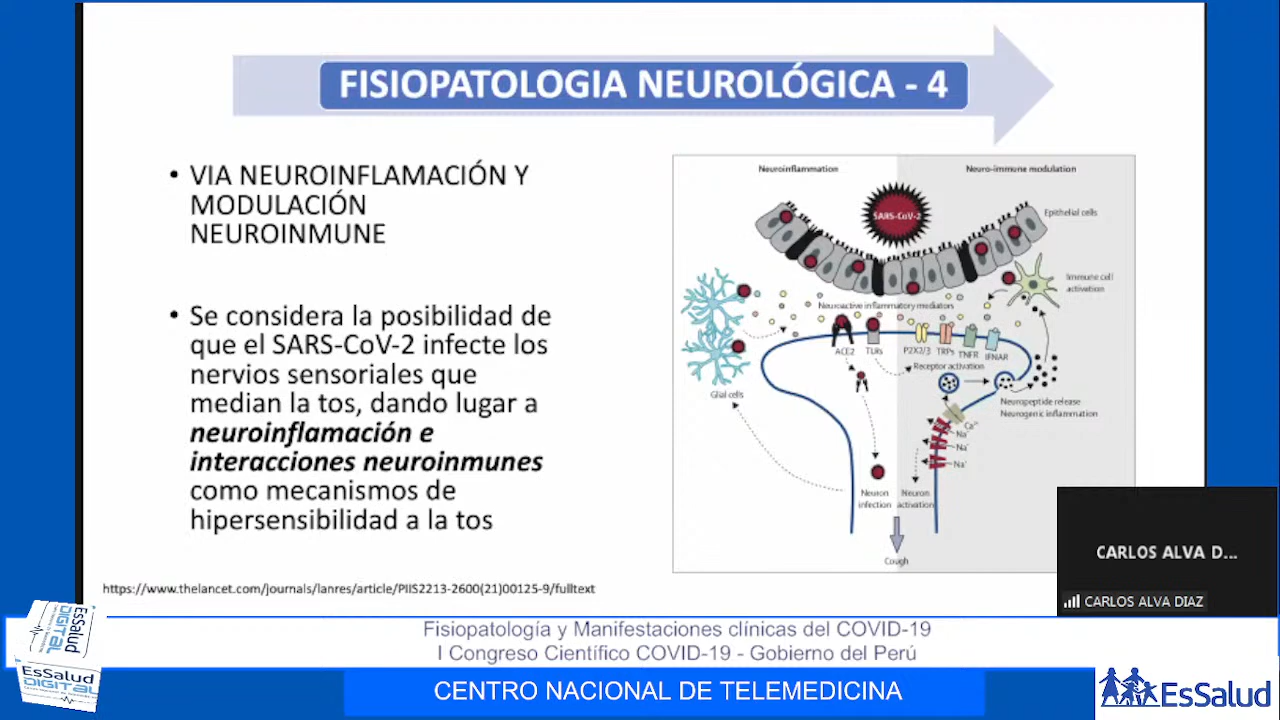 FISIOPATOLOGIA NEUROLÓGICA - 4
• VIA NEUROINFLAMACIÓN Y
MODULACIÓN
NEUROINMUNE
• Se considera la posibilidad de
que el SARS-CoV-2 infecte los
nervios sensoriales que
median la tos, dando lugar a
neuroinflamación e
interacciones neuroinmunes
como mecanismos de
hipersensibilidad a la tos
https://www.thelancet.com/journals/lanres/article/PIIS2213-2600(21)00125-9/fulltext
Neuroinflammation
Neuro-immune modulation
SARS-CoV-2
Epithelial cells
Immune cell
activation
Neuroactive inflammatory mediators
ACE2
TLRs
P2X2/3
TRPs
TNFR
IFNAR
Receptor activation
Glial cells
Neuropeptide release
Neurogenic inflammation
Ca²⁺
Na⁺
Na⁺
Na⁺
Neuron
infection
Neuron
activation
Cough
CARLOS ALVA D...
CARLOS ALVA DIAZ
Fisiopatología y Manifestaciones clínicas del COVID-19
I Congreso Científico COVID-19 - Gobierno del Perú
CENTRO NACIONAL DE TELEMEDICINA
EsSalud
DIGITAL
EsSalud
DIGITAL
EsSalud